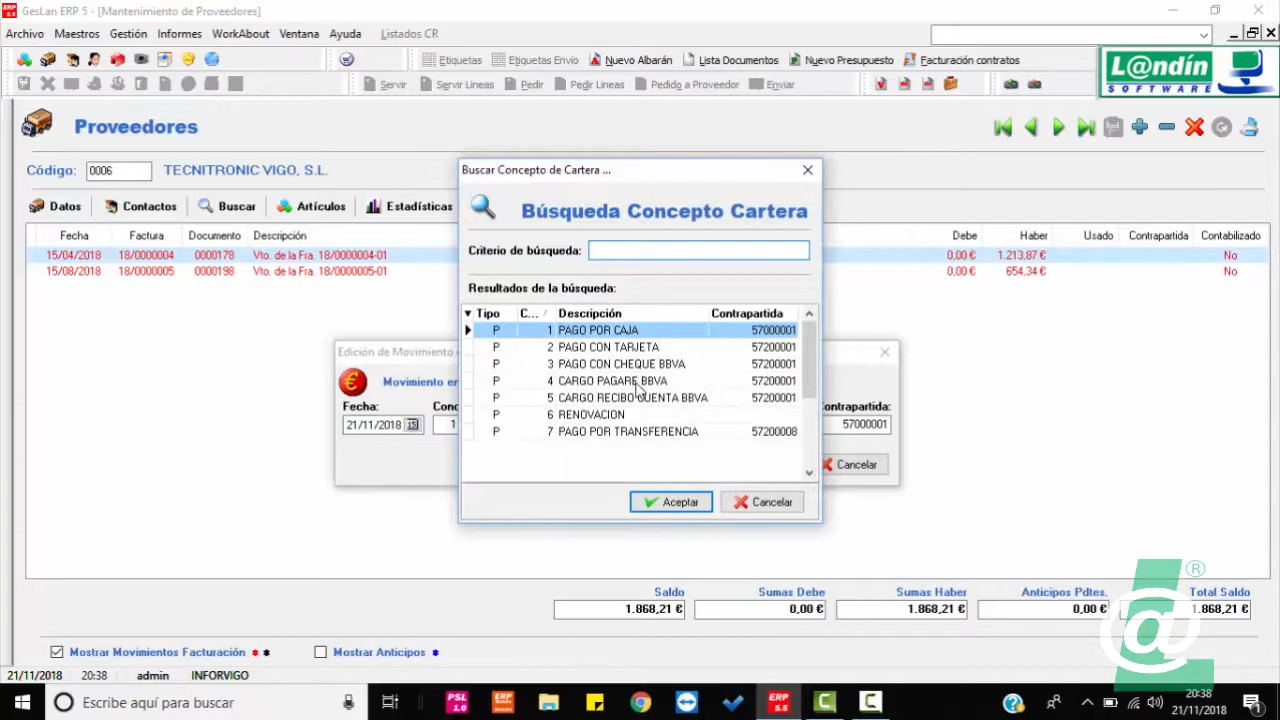 GesLan ERP 5 - [Mantenimiento de Proveedores]
Archivo Maestros Gestión Informes WorkAbout Ventana Ayuda Listados CR
Etiquetas Etiquetas Envío Nuevo Albarán Lista Documentos Nuevo Presupuesto Facturación contratos
Servir Servir Lineas Pedir Pedir Lineas Pedido a Proveedor Enviar
L@ndín
SOFTWARE
Proveedores
Código: 0006 TECNITRONIC VIGO, S.L.
Datos Contactos Buscar Artículos Estadísticas
Fecha Factura Documento Descripción Debe Haber Usado Contrapartida Contabilizado
15/04/2018 18/0000004 0000178 Vto. de la Fra. 18/0000004-01 0,00 € 1.213,87 € No
15/08/2018 18/0000005 0000198 Vto. de la Fra. 18/0000005-01 654,34 € No
Buscar Concepto de Cartera ...
Búsqueda Concepto Cartera
Criterio de búsqueda:
Resultados de la búsqueda:
Tipo C... Descripción Contrapartida
P 1 PAGO POR CAJA 57000001
P 2 PAGO CON TARJETA 57200001
P 3 PAGO CON CHEQUE BBVA 57200001
P 4 CARGO PAGARE BBVA 57200001
P 5 CARGO RECIBO CUENTA BBVA 57200001
P 6 RENOVACION
P 7 PAGO POR TRANSFERENCIA 57200008
Aceptar Cancelar
Edición de Movimiento
Movimiento en
Fecha: Conc ontrapartida:
21/11/2018 15 1 57000001
Cancelar
Saldo Sumas Debe Sumas Haber Anticipos Pdtes. Total Saldo
1.868,21 € 0,00 € 1.868,21 € 0,00 € 1.868,21 €
Mostrar Movimientos Facturación * * Mostrar Anticipos *
21/11/2018 20:38 admin INFORVIGO
@ ®
Escribe aquí para buscar
PSL 1.0
ERP
ERP 5.5
20:38
21/11/2018
1